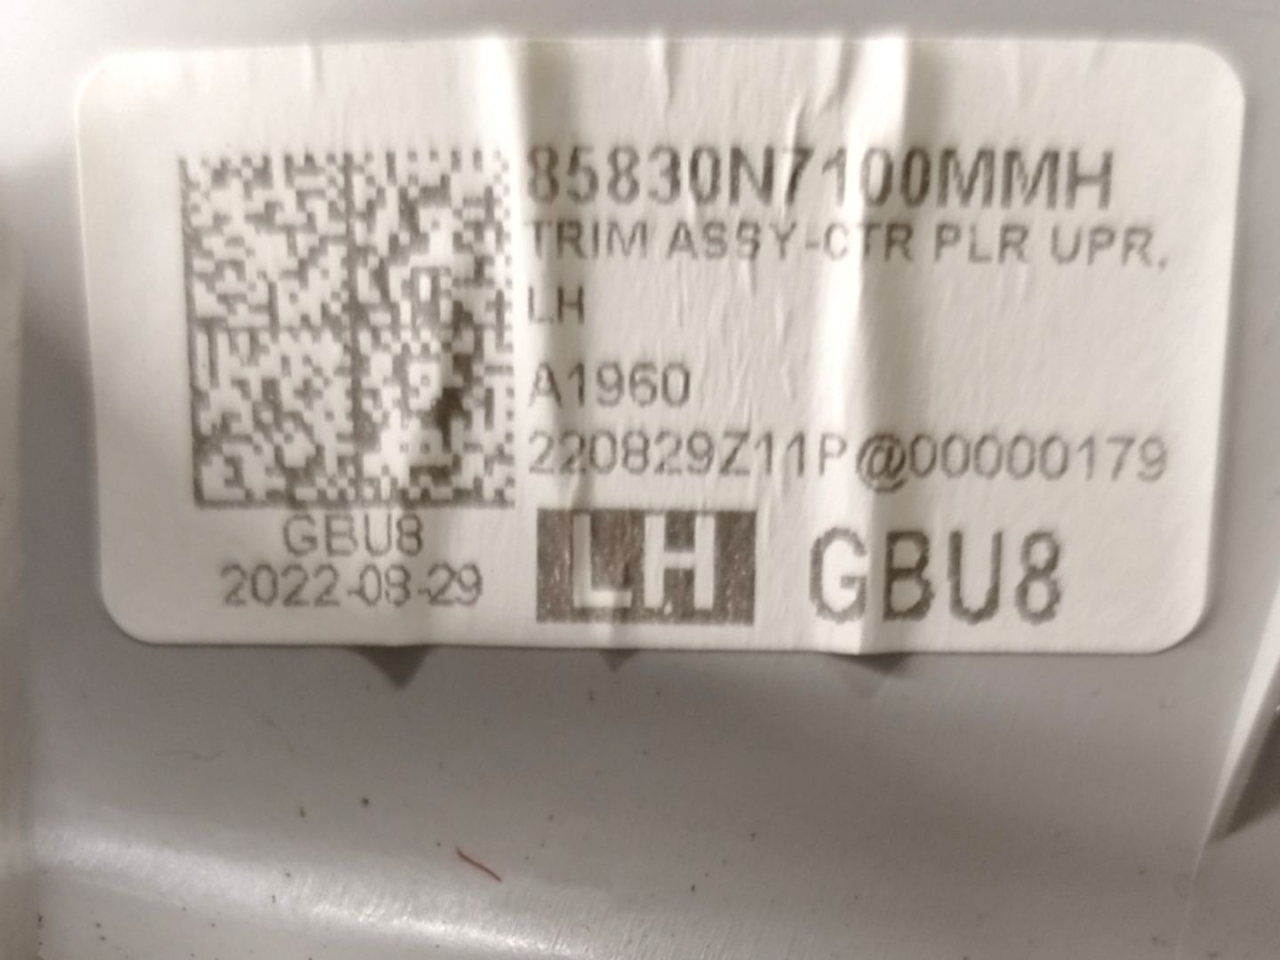 85830N7100MMH
TRIM ASSY-CTR PLR UPR,
LH
A1960
220829Z11P@00000179
GBU8
2022-08-29
LH GBU8